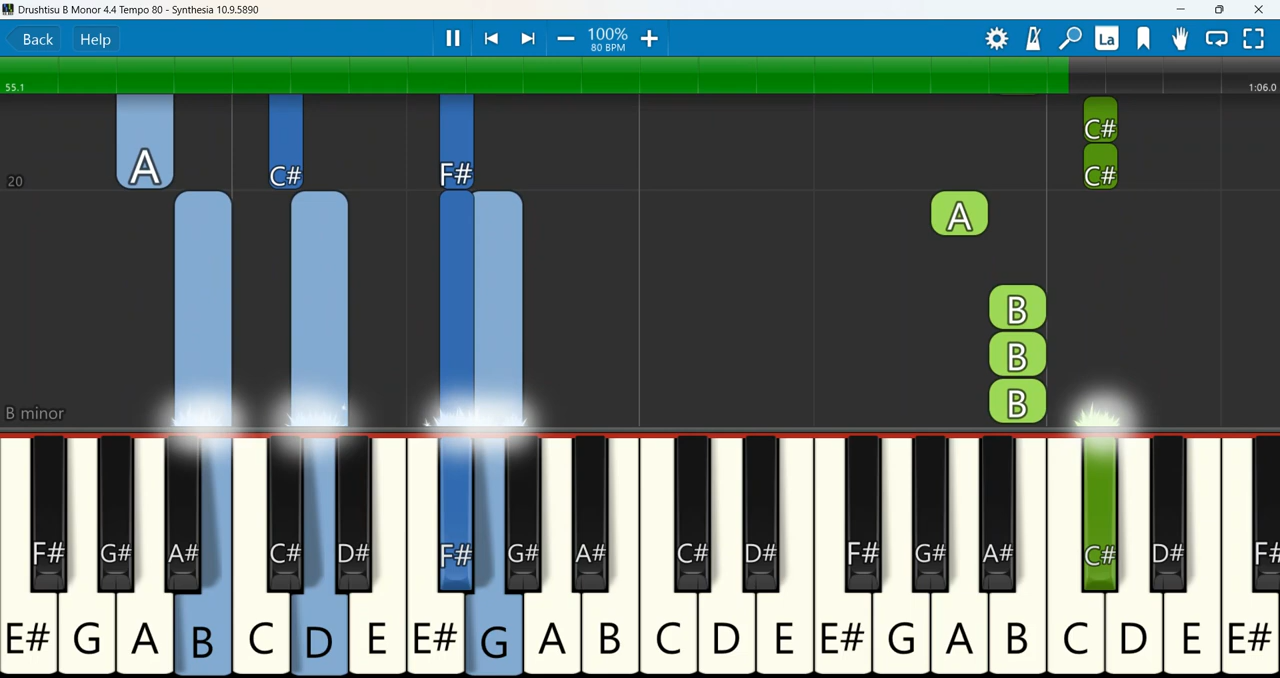 Drushtisu B Monor 4.4 Tempo 80 - Synthesia 10.9.5890
Back Help 100% La
80 BPM
55.1 1:06.0
C#
A C# F# C#
20
A
B
B
B
B minor
F# G# A# C# D# F# G# A# C# D# F# G# A# C# D# F#
E# G A B C D E E# G A B C D E E# G A B C D E E#